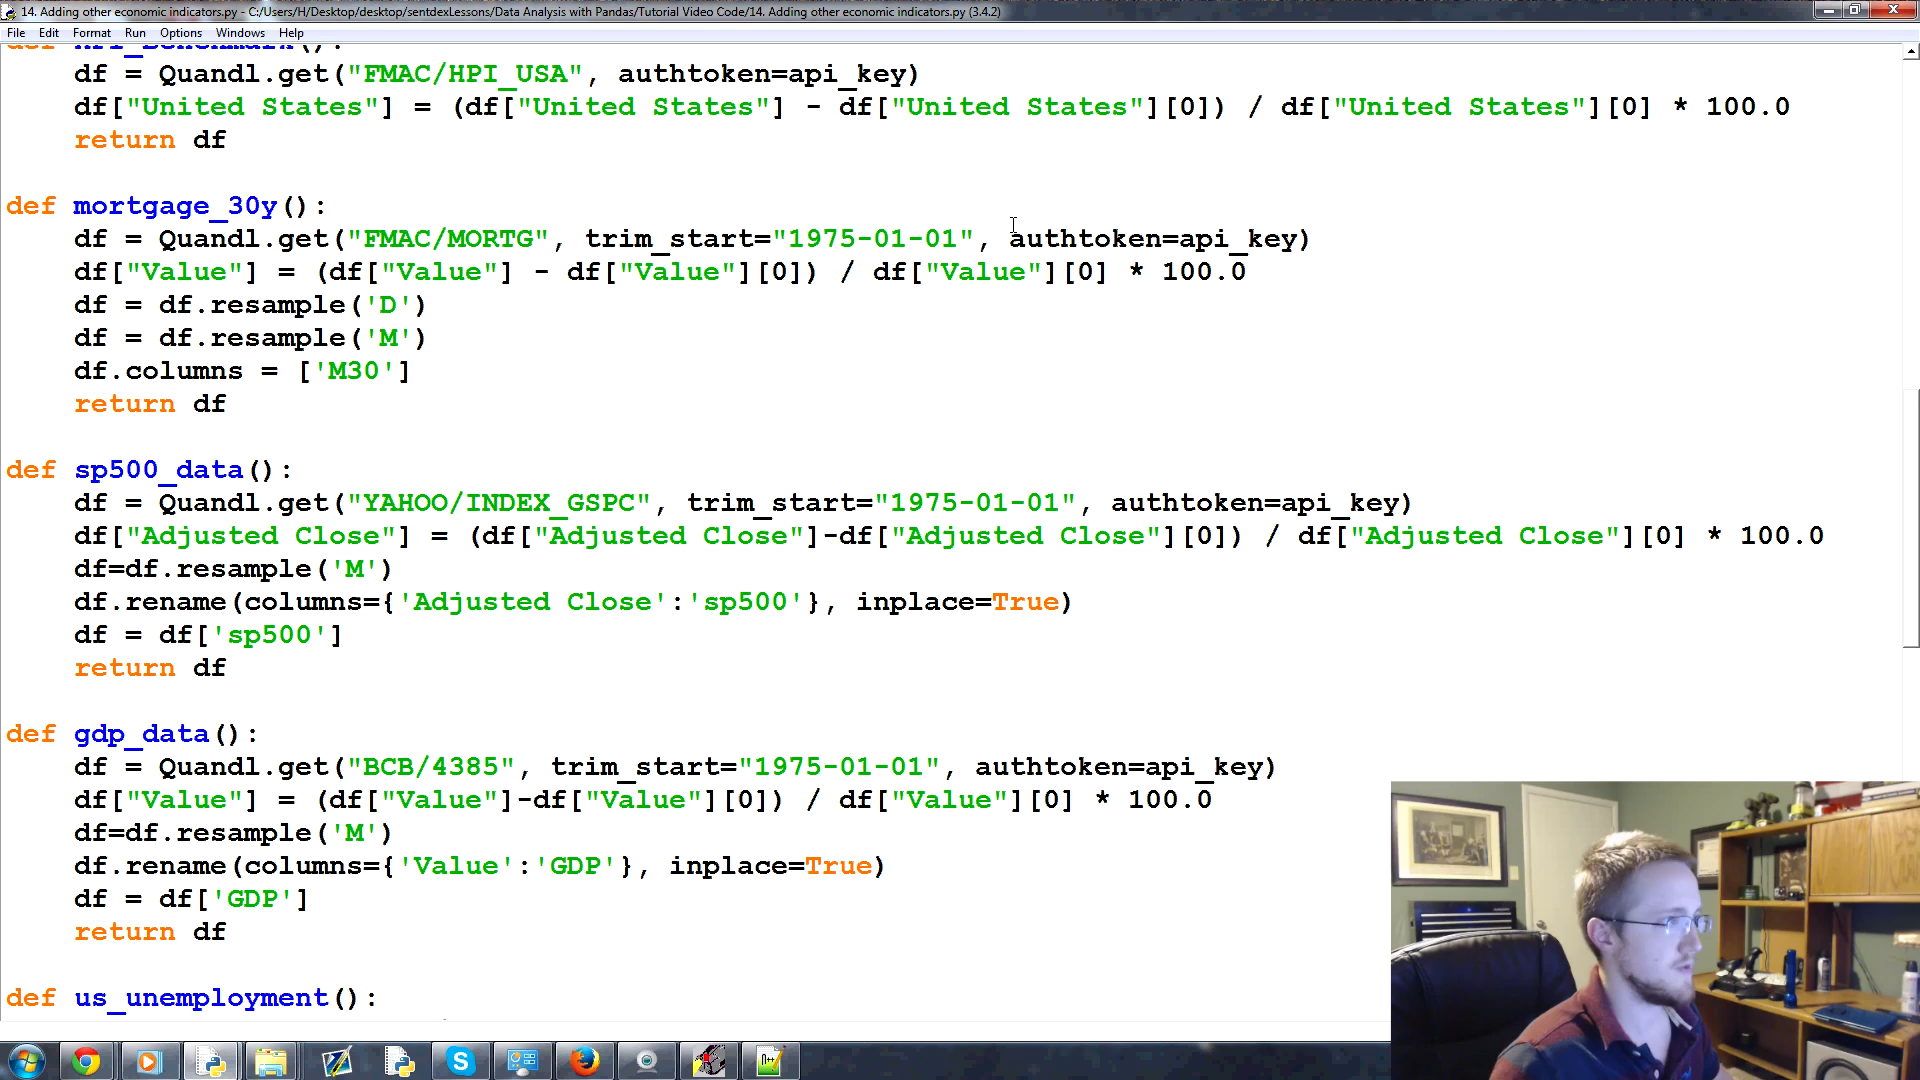 14. Adding other economic indicators.py - C:/Users/H/Desktop/desktop/sentdexLessons/Data Analysis with Pandas/Tutorial Video Code/14. Adding other economic indicators.py (3.4.2)
File Edit Format Run Options Windows Help
df = Quandl.get("FMAC/HPI_USA", authtoken=api_key)
df["United States"] = (df["United States"] - df["United States"][0]) / df["United States"][0] * 100.0
return df
def mortgage_30y():
df = Quandl.get("FMAC/MORTG", trim_start="1975-01-01", authtoken=api_key)
df["Value"] = (df["Value"] - df["Value"][0]) / df["Value"][0] * 100.0
df = df.resample('D')
df = df.resample('M')
df.columns = ['M30']
return df
def sp500_data():
df = Quandl.get("YAHOO/INDEX_GSPC", trim_start="1975-01-01", authtoken=api_key)
df["Adjusted Close"] = (df["Adjusted Close"]-df["Adjusted Close"][0]) / df["Adjusted Close"][0] * 100.0
df=df.resample('M')
df.rename(columns={'Adjusted Close':'sp500'}, inplace=True)
df = df['sp500']
return df
def gdp_data():
df = Quandl.get("BCB/4385", trim_start="1975-01-01", authtoken=api_key)
df["Value"] = (df["Value"]-df["Value"][0]) / df["Value"][0] * 100.0
df=df.resample('M')
df.rename(columns={'Value':'GDP'}, inplace=True)
df = df['GDP']
return df
def us_unemployment():